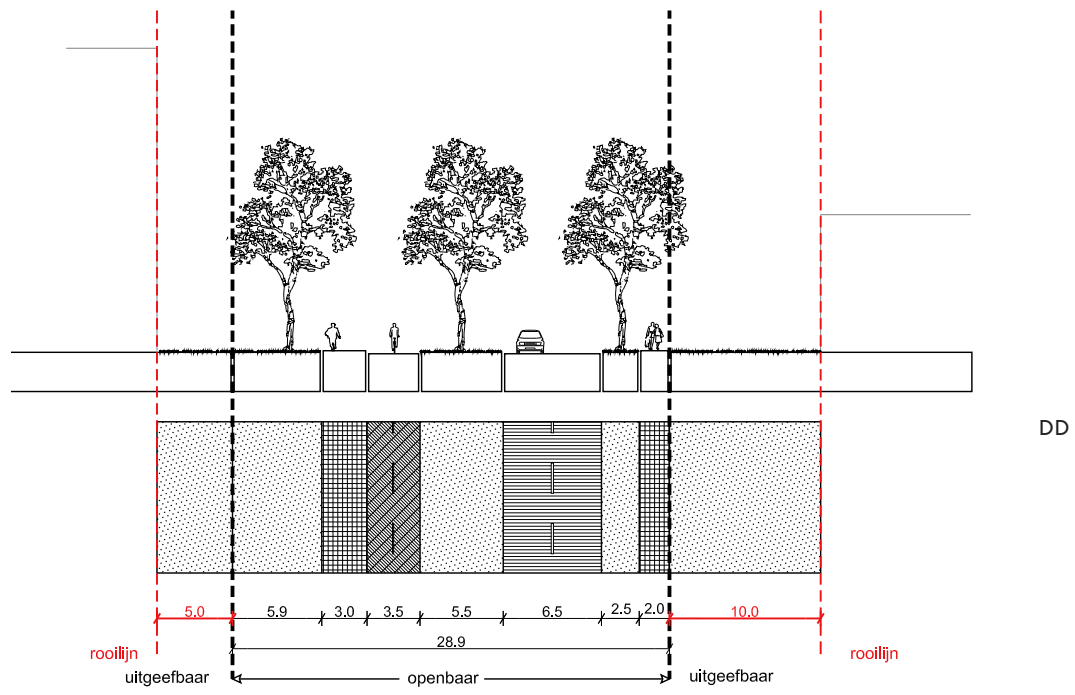 DD
5.0 5.9 3.0 3.5 5.5 6.5 2.5 2.0 10.0
28.9
rooilijn rooilijn
uitgeefbaar openbaar uitgeefbaar